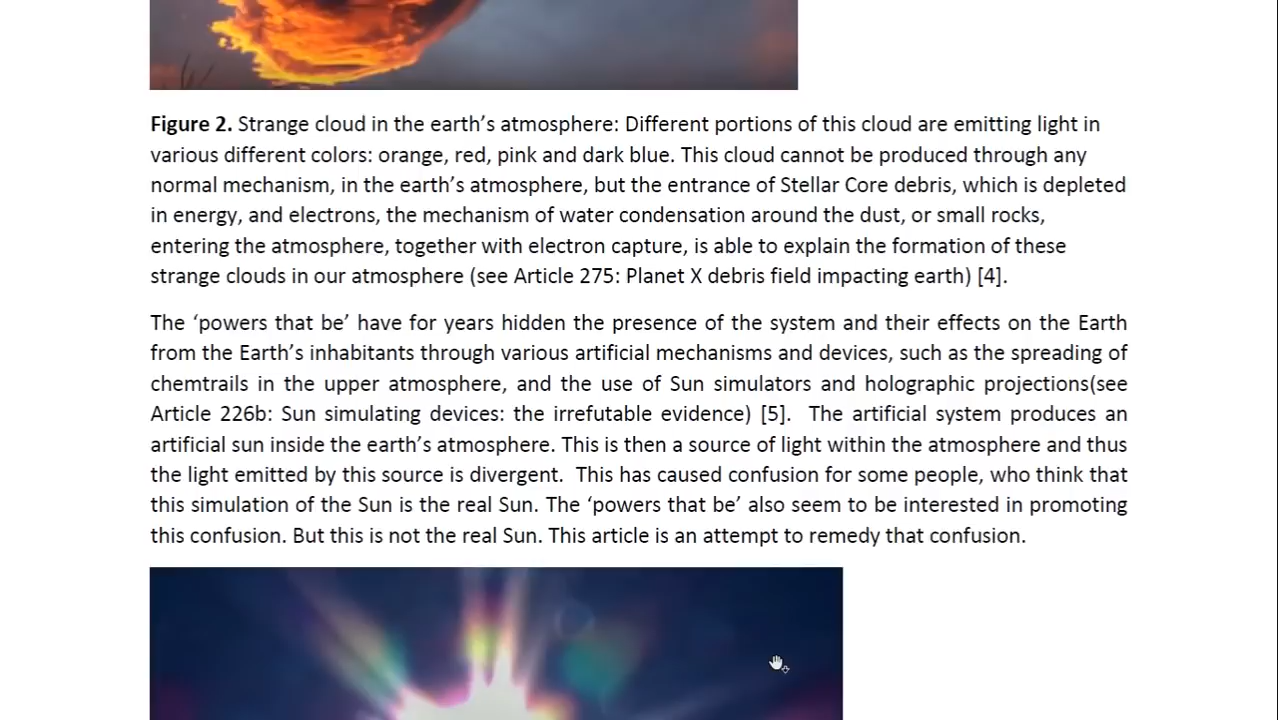 Figure 2. Strange cloud in the earth’s atmosphere: Different portions of this cloud are emitting light in
various different colors: orange, red, pink and dark blue. This cloud cannot be produced through any
normal mechanism, in the earth’s atmosphere, but the entrance of Stellar Core debris, which is depleted
in energy, and electrons, the mechanism of water condensation around the dust, or small rocks,
entering the atmosphere, together with electron capture, is able to explain the formation of these
strange clouds in our atmosphere (see Article 275: Planet X debris field impacting earth) [4].
The ‘powers that be’ have for years hidden the presence of the system and their effects on the Earth
from the Earth’s inhabitants through various artificial mechanisms and devices, such as the spreading of
chemtrails in the upper atmosphere, and the use of Sun simulators and holographic projections(see
Article 226b: Sun simulating devices: the irrefutable evidence) [5].  The artificial system produces an
artificial sun inside the earth’s atmosphere. This is then a source of light within the atmosphere and thus
the light emitted by this source is divergent.  This has caused confusion for some people, who think that
this simulation of the Sun is the real Sun. The ‘powers that be’ also seem to be interested in promoting
this confusion. But this is not the real Sun. This article is an attempt to remedy that confusion.